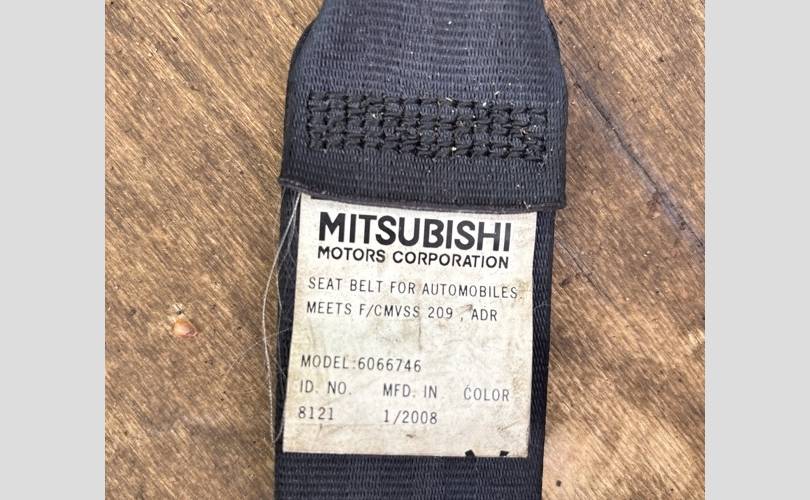 MITSUBISHI
MOTORS CORPORATION
SEAT BELT FOR AUTOMOBILES.
MEETS F/CMVSS 209 , ADR
MODEL:6066746
ID. NO. MFD. IN COLOR
8121 1/2008